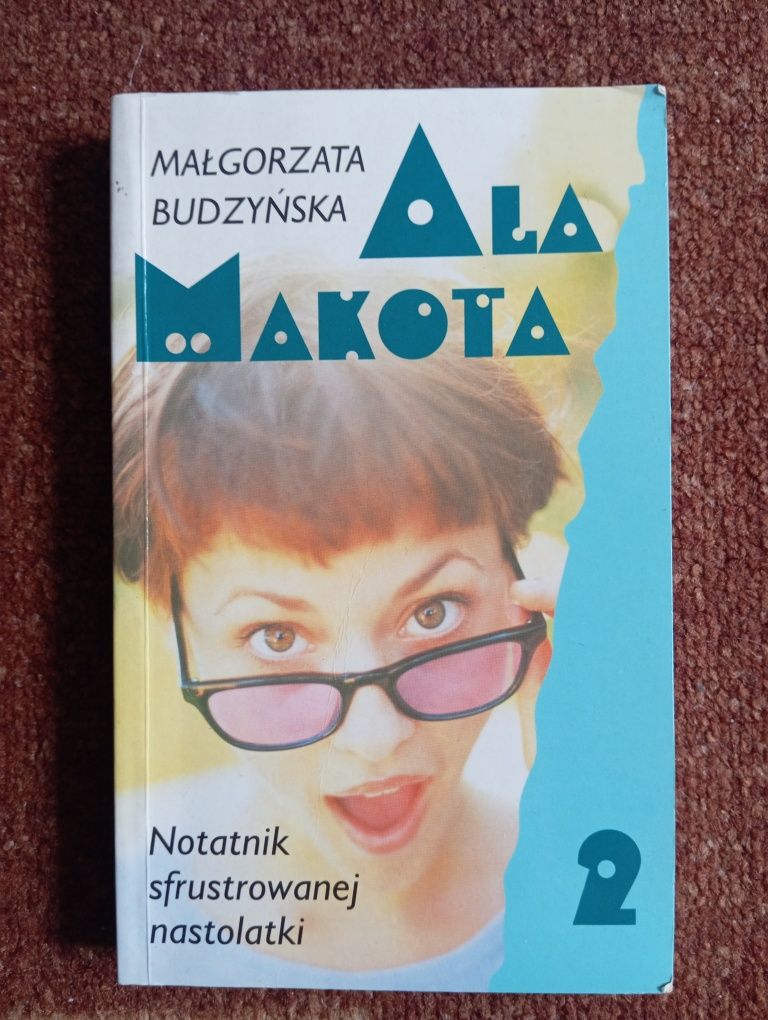 MAŁGORZATA
BUDZYŃSKA
ALA
MAKOTA
Notatnik
sfrustrowanej
nastolatki
2